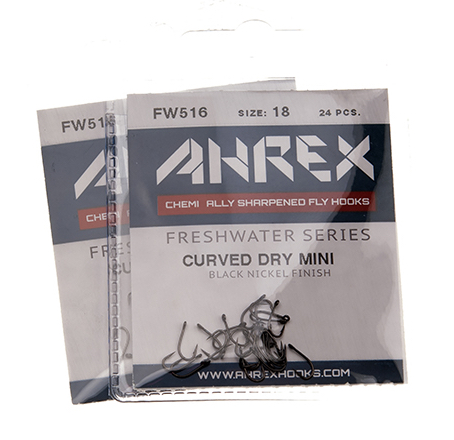 FW516 SIZE: 18 24 PCS.
AHREX
CHEMI ALLY SHARPENED FLY HOOKS
FRESHWATER SERIES
CURVED DRY MINI
BLACK NICKEL FINISH
WWW.AHREXHOOKS.COM
FW51
CHEM